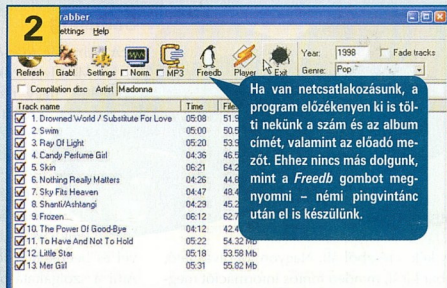 2
rabber
ettings Help
Refresh Grab! Settings Norm. MP3 Freedb Player Exit
Year: 1998 Fade tracks
Genre: Pop
Compilation disc Artist Madonna
Track name Time Files
1. Drowned World / Substitute For Love 05:08 51.9
2. Swim 05:00 50.5
3. Ray Of Light 05:20 53.9
4. Candy Perfume Girl 04:36 46.5
5. Skin 06:21 64.2
6. Nothing Really Matters 04:26 44.8
7. Sky Fits Heaven 04:47 48.4
8. Shanti/Ashtangi 04:29 45.2
9. Frozen 06:12 62.7
10. The Power Of Good-Bye 04:12 42.4
11. To Have And Not To Hold 05:22 54.32 Mb
12. Little Star 05:18 53.58 Mb
13. Mer Girl 05:31 55.82 Mb
Ha van netcsatlakozásunk, a
program előzékenyen ki is töl-
ti nekünk a szám és az album
címét, valamint az előadó me-
zőt. Ehhez nincs más dolgunk,
mint a Freedb gombot meg-
nyomni – némi pingvintánc
után el is készülünk.